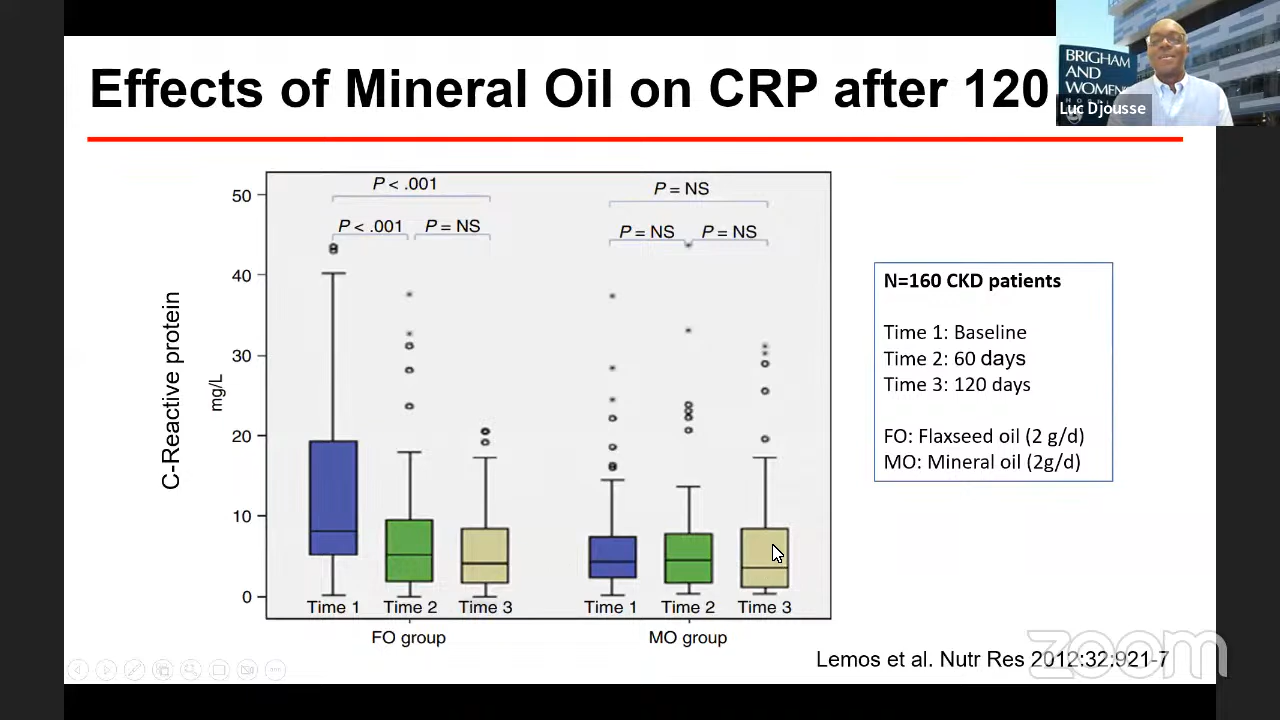 Effects of Mineral Oil on CRP after 120
BRIGHAM
AND
WOMEN'S
Luc Djousse
C-Reactive protein
mg/L
50
40
30
20
10
0
P < .001
P < .001
P = NS
P = NS
P = NS
P = NS
Time 1
Time 2
Time 3
Time 1
Time 2
Time 3
FO group
MO group
N=160 CKD patients
Time 1: Baseline
Time 2: 60 days
Time 3: 120 days
FO: Flaxseed oil (2 g/d)
MO: Mineral oil (2g/d)
Lemos et al. Nutr Res 2012:32:921-7
zoom